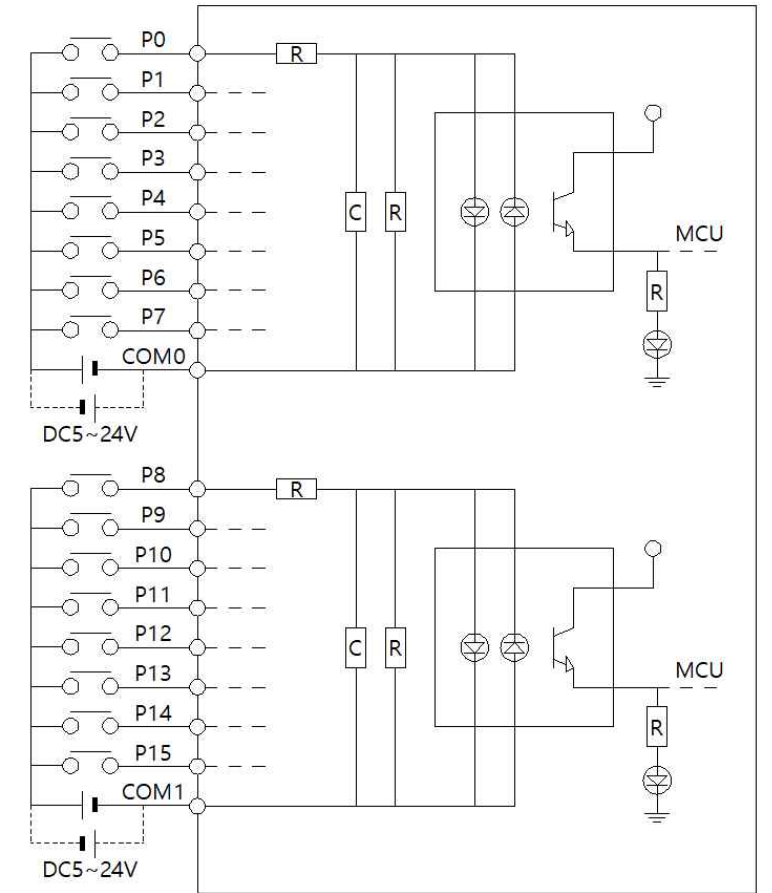 P0
R
P1
P2
P3
P4
C R
P5
MCU
P6
R
P7
COM0
DC5~24V
P8
R
P9
P10
P11
P12
C R
P13
MCU
P14
R
P15
COM1
DC5~24V